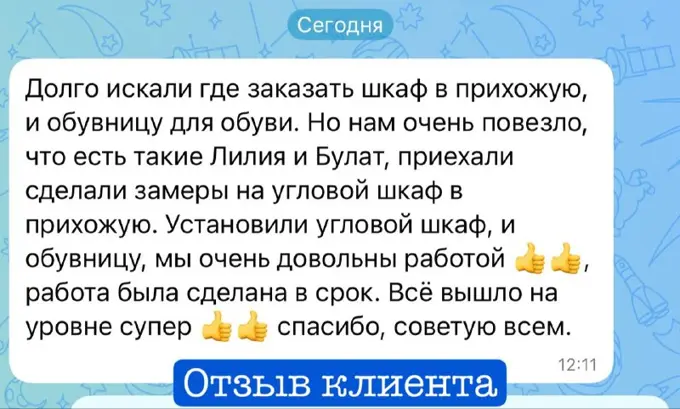 Сегодня
Долго искали где заказать шкаф в прихожую,
и обувницу для обуви. Но нам очень повезло,
что есть такие Лилия и Булат, приехали
сделали замеры на угловой шкаф в
прихожую. Установили угловой шкаф, и
обувницу, мы очень довольны работой 👍👍,
работа была сделана в срок. Всё вышло на
уровне супер 👍👍 спасибо, советую всем.
12:11
Отзыв клиента